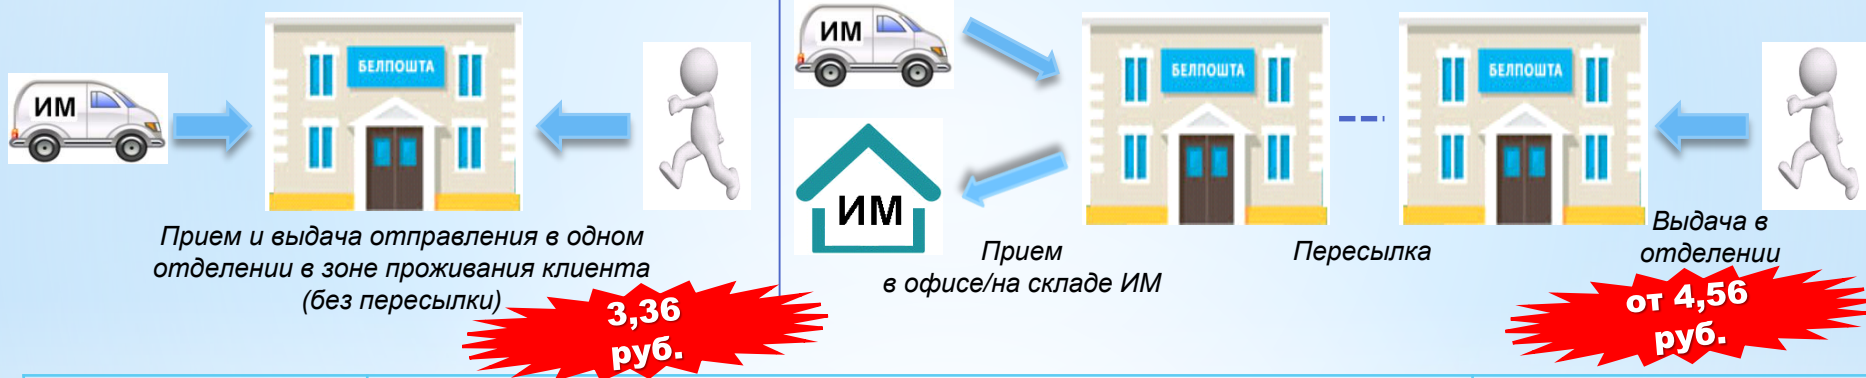 ИМ
БЕЛПОШТА
Прием и выдача отправления в одном
отделении в зоне проживания клиента
(без пересылки)
3,36
руб.
ИМ
ИМ
БЕЛПОШТА
БЕЛПОШТА
Прием
в офисе/на складе ИМ
Пересылка
Выдача в
отделении
от 4,56
руб.